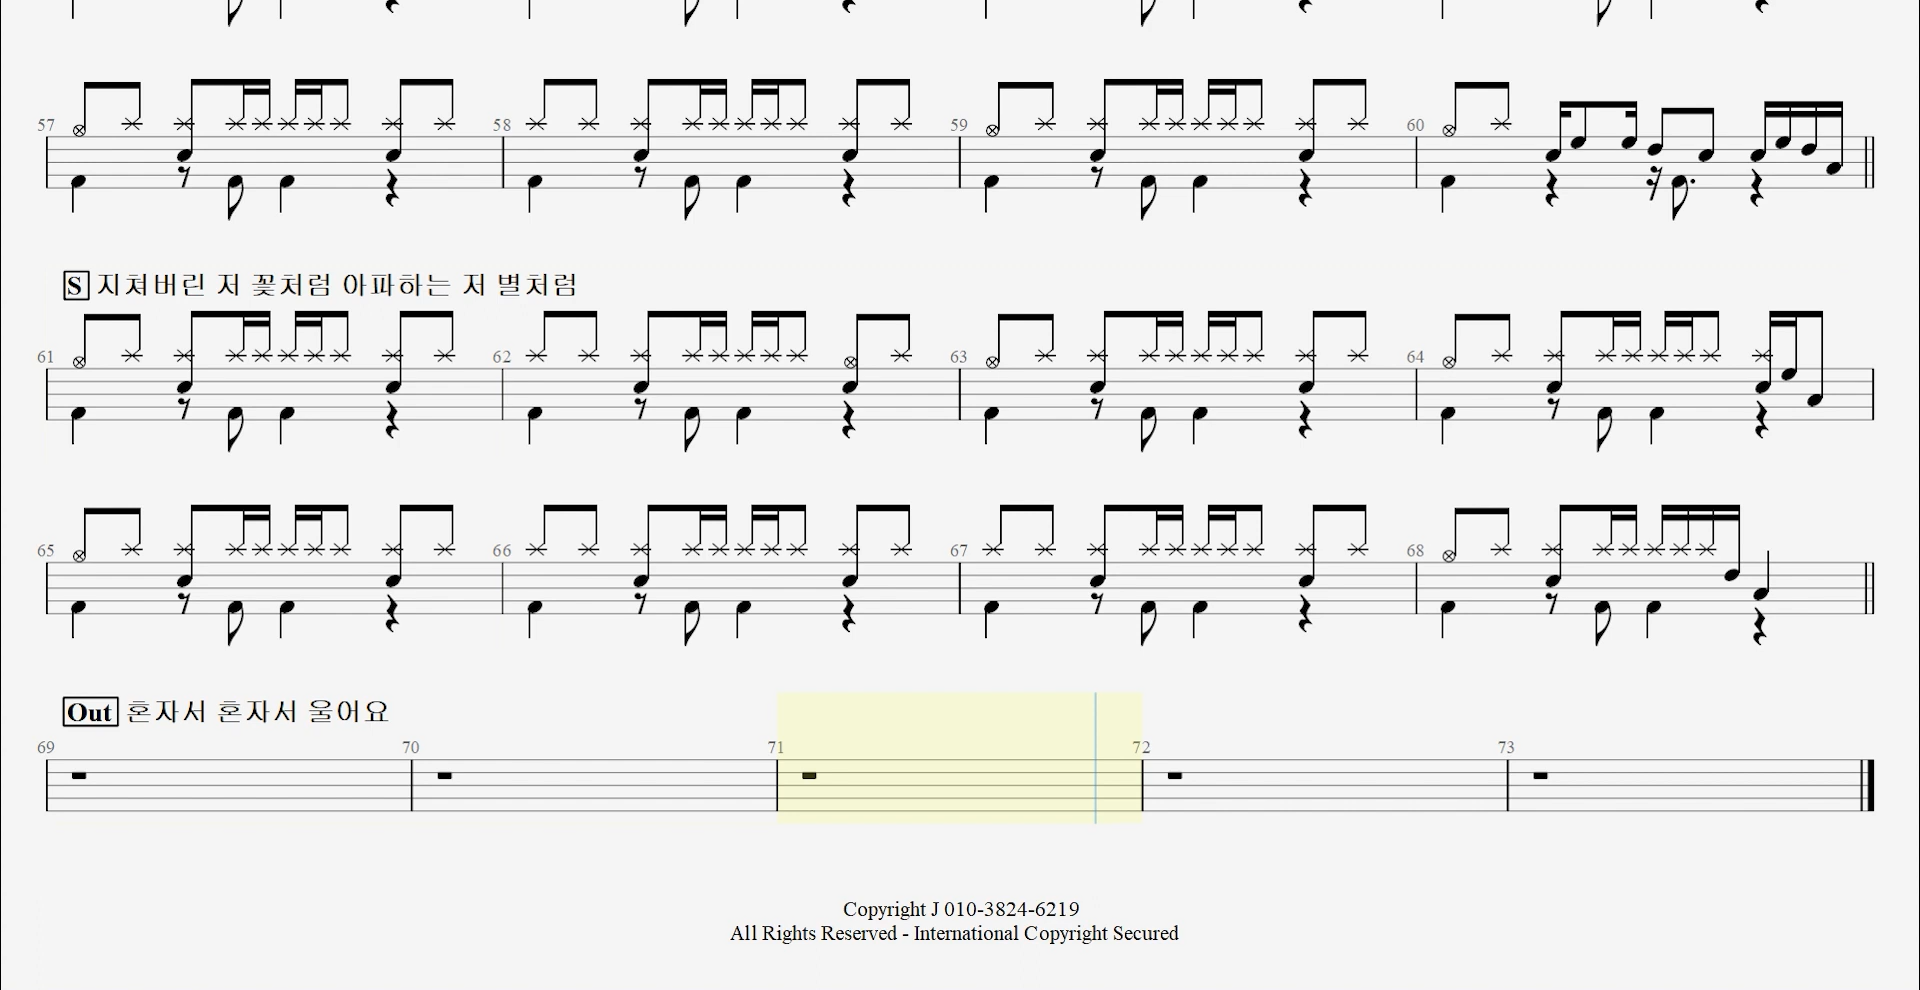 57 58 59 60
S 지쳐버린 저 꽃처럼 아파하는 저 별처럼
61 62 63 64
65 66 67 68
Out 혼자서 혼자서 울어요
69 70 71 72 73
Copyright J 010-3824-6219
All Rights Reserved - International Copyright Secured